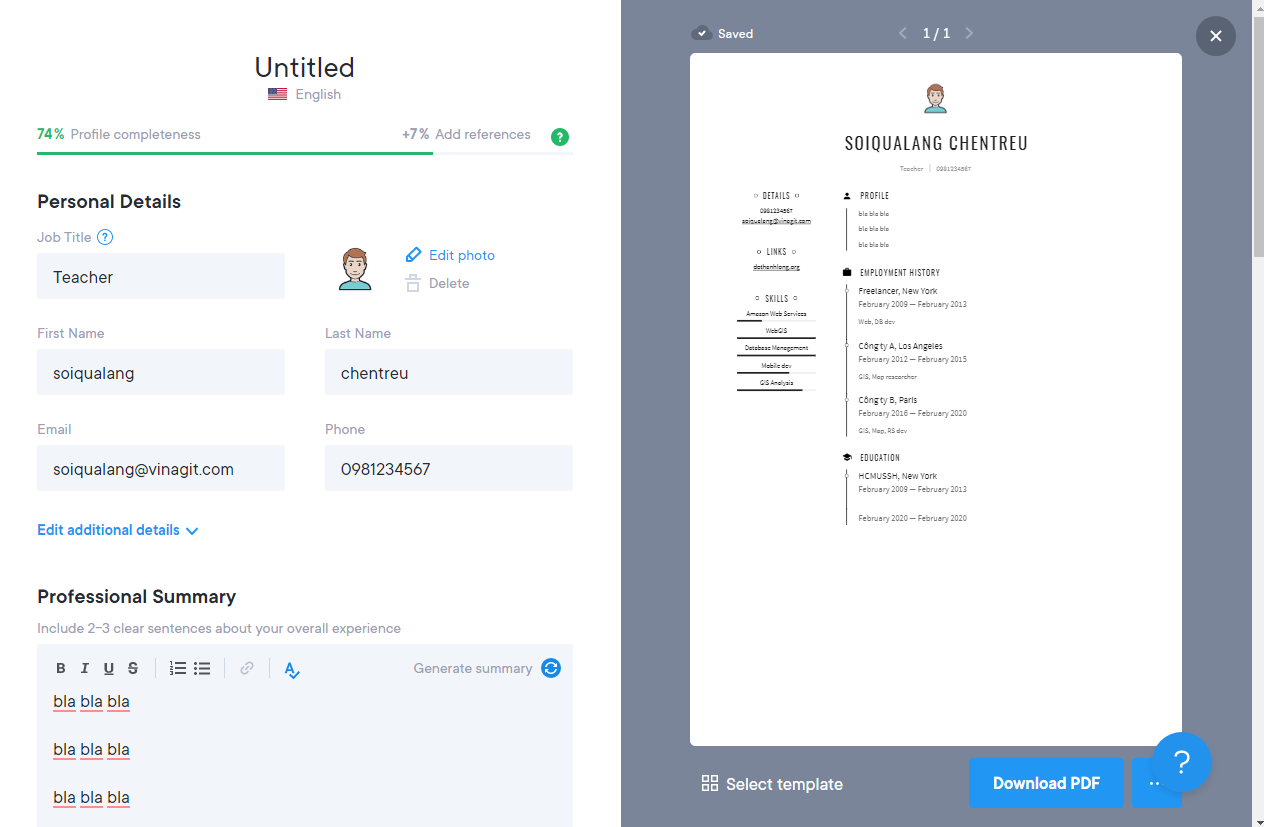 Untitled
English
74% Profile completeness
+7% Add references
?
Personal Details
Job Title ?
Teacher
Edit photo
Delete
First Name
Last Name
soiqualang
chentreu
Email
Phone
soiqualang@vinagit.com
0981234567
Edit additional details
Professional Summary
Include 2-3 clear sentences about your overall experience
B I U S
Generate summary
bla bla bla
bla bla bla
bla bla bla
Saved
1 / 1
SOIQUALANG CHENTREU
Teacher | 0981234567
DETAILS
0981234567
soiqualang@vinagit.com
LINKS
dothanhlong.org
SKILLS
Amazon Web Services
WebGIS
Database Management
Mobile dev
GIS Analysis
PROFILE
bla bla bla
bla bla bla
bla bla bla
EMPLOYMENT HISTORY
Freelancer, New York
February 2009 — February 2013
Web, DB dev
Công ty A, Los Angeles
February 2012 — February 2015
GIS, Map researcher
Công ty B, Paris
February 2016 — February 2020
GIS, Map, RS dev
EDUCATION
HCMUSSH, New York
February 2009 — February 2013
February 2020 — February 2020
Select template
Download PDF
?